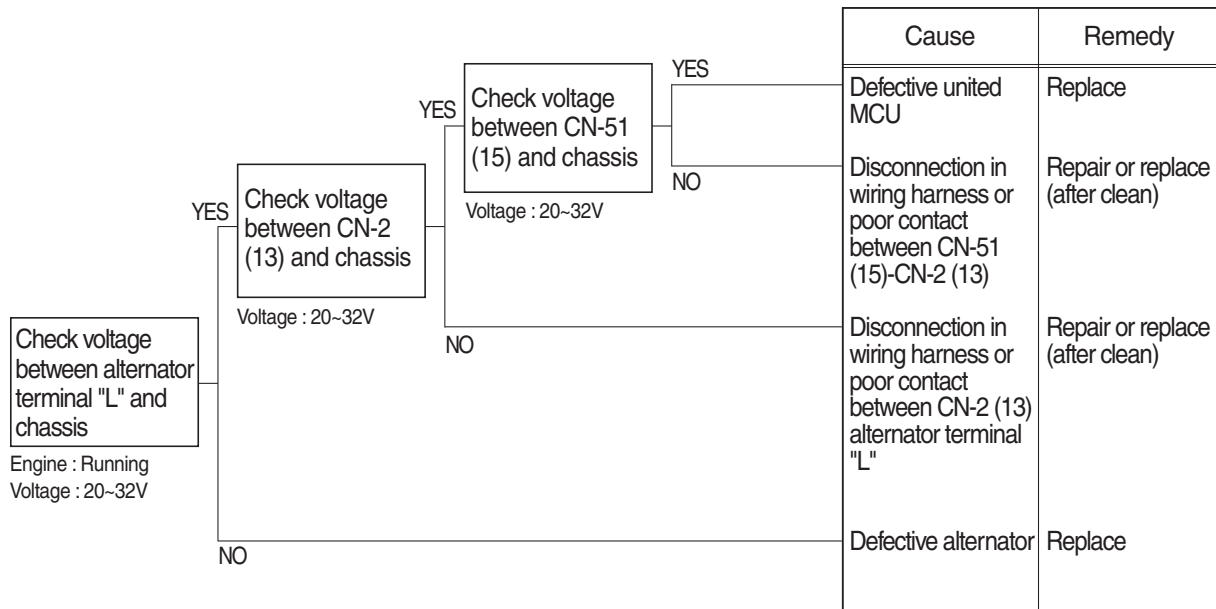 Check voltage
between alternator
terminal "L" and
chassis
Engine : Running
Voltage : 20~32V
YES
NO
Check voltage
between CN-2
(13) and chassis
Voltage : 20~32V
YES
NO
Check voltage
between CN-51
(15) and chassis
Voltage : 20~32V
YES
NO
Cause
Remedy
Defective united
MCU
Replace
Disconnection in
wiring harness or
poor contact
between CN-51
(15)-CN-2 (13)
Repair or replace
(after clean)
Disconnection in
wiring harness or
poor contact
between CN-2 (13)
alternator terminal
"L"
Repair or replace
(after clean)
Defective alternator
Replace